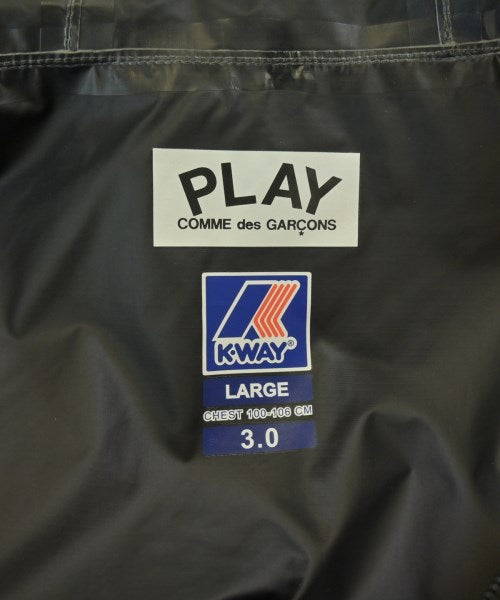 PLAY
COMME des GARÇONS
K-WAY®
LARGE
CHEST 100-106 CM
3.0